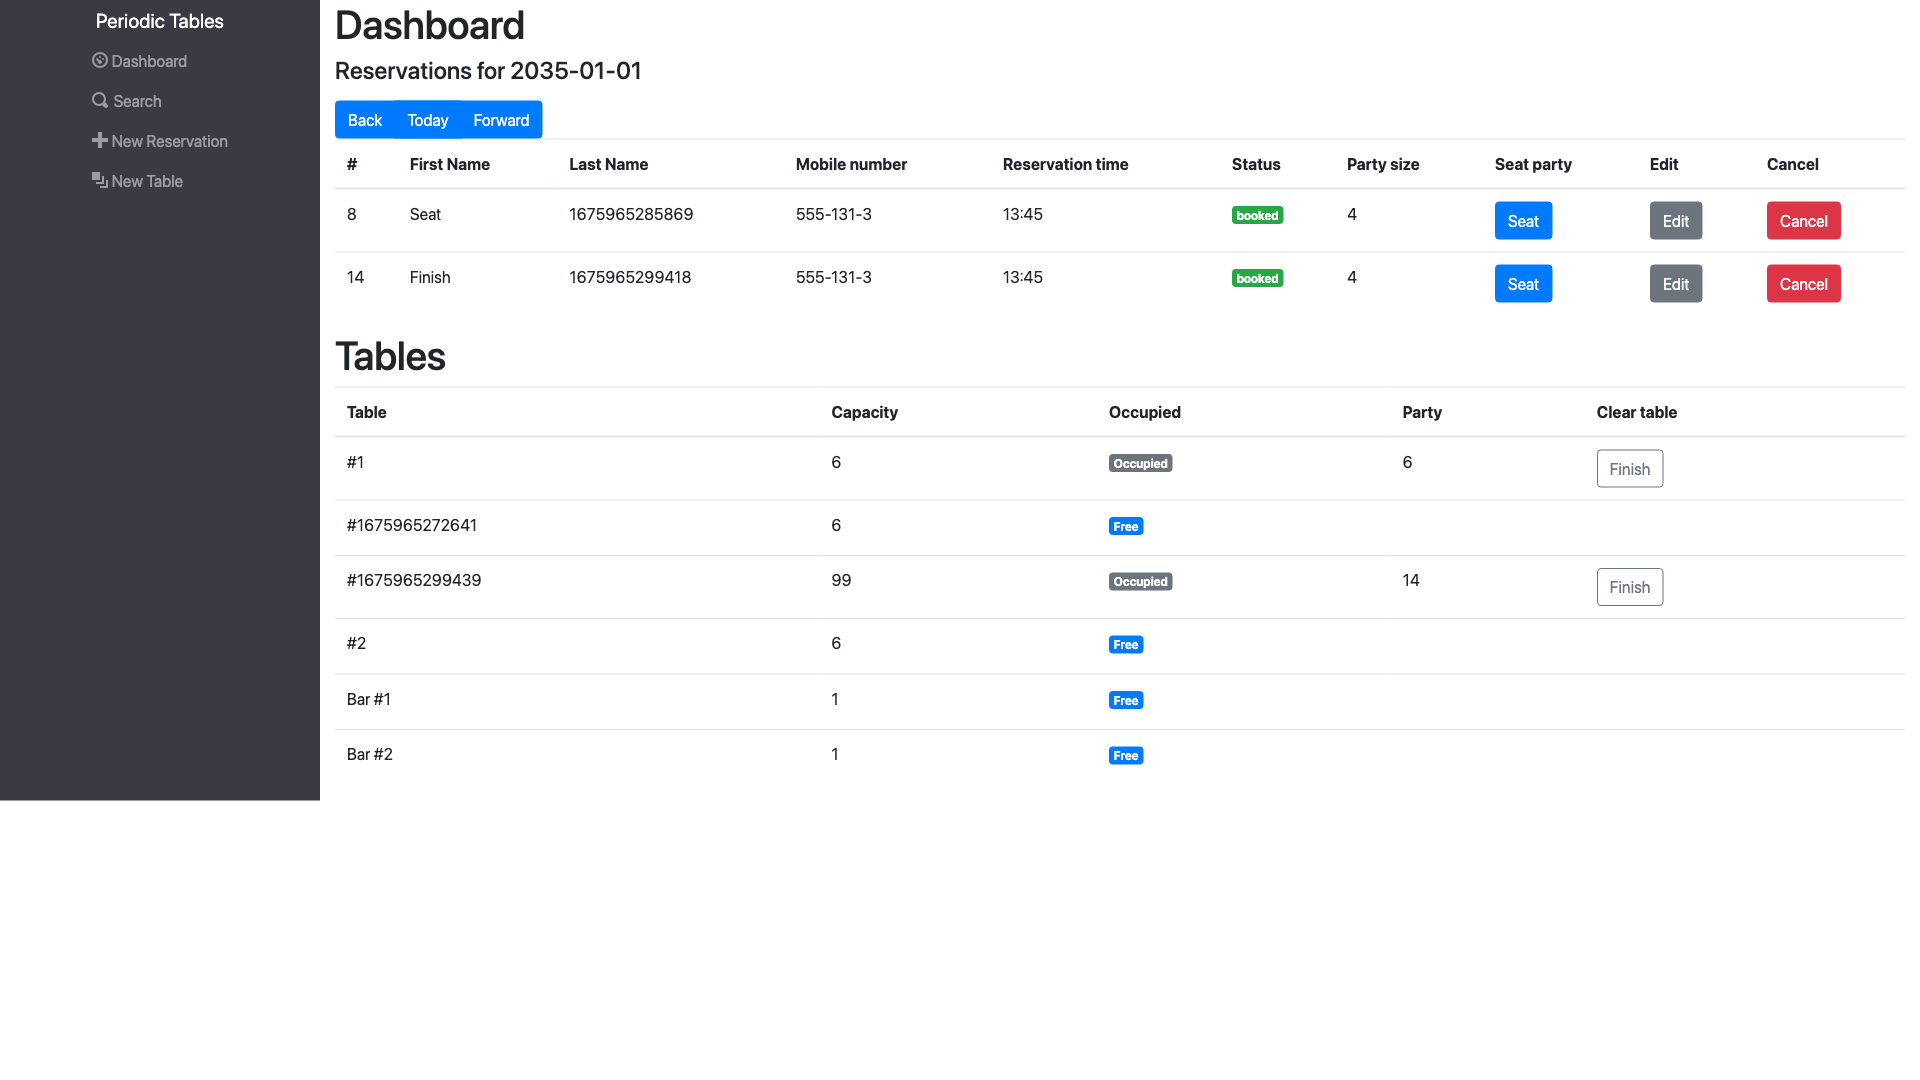 Periodic Tables
Dashboard
Search
New Reservation
New Table
Dashboard
Reservations for 2035-01-01
Back Today Forward
# First Name Last Name Mobile number Reservation time Status Party size Seat party Edit Cancel
8 Seat 1675965285869 555-131-3 13:45 booked 4 Seat Edit Cancel
14 Finish 1675965299418 555-131-3 13:45 booked 4 Seat Edit Cancel
Tables
Table Capacity Occupied Party Clear table
#1 6 Occupied 6 Finish
#1675965272641 6 Free
#1675965299439 99 Occupied 14 Finish
#2 6 Free
Bar #1 1 Free
Bar #2 1 Free